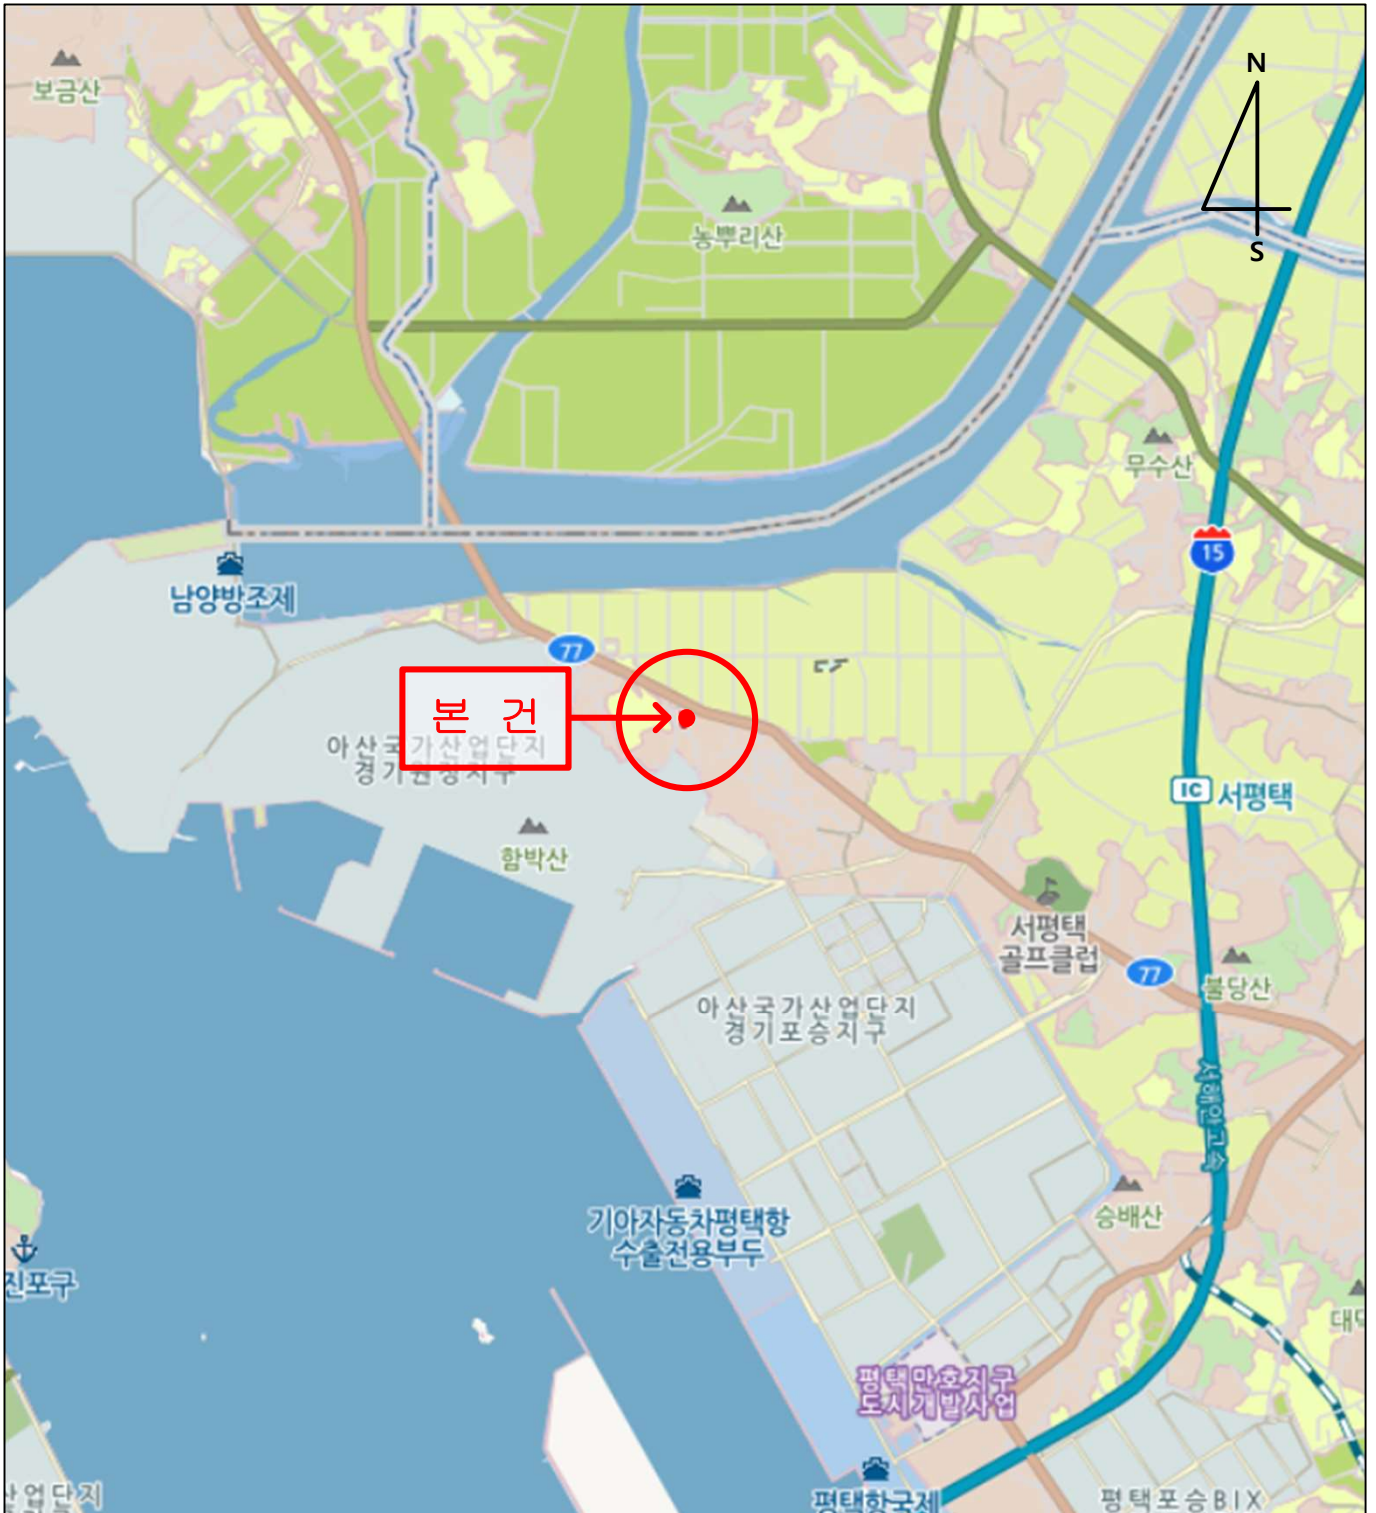 N
보금산
농뿌리산
S
무수산
15
남양방조제
77
본 건
아산국가산업단지
경기원정지구
IC 서평택
함박산
서평택
골프클럽
77
불당산
아산국가산업단지
경기포승지구
서해안고속
승배산
기아자동차평택항
수출전용부두
진포구
평택만호지구
도시개발사업
산업단지
평택항국제
평택포승BIX